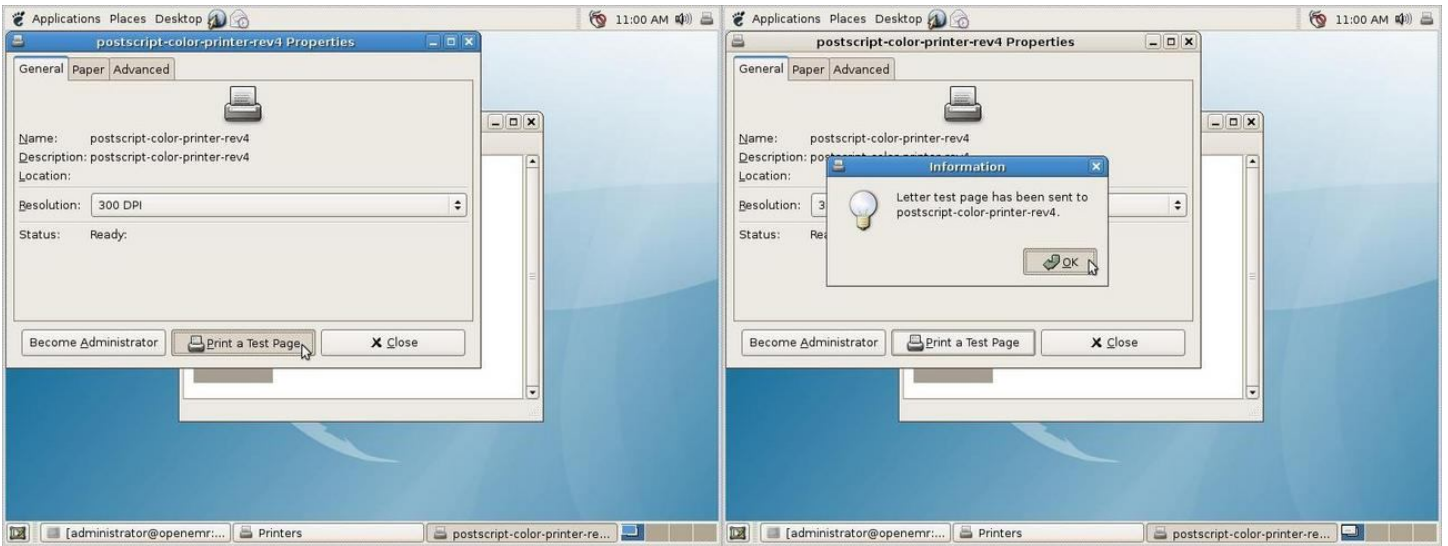 Applications Places Desktop
11:00 AM
postscript-color-printer-rev4 Properties
General Paper Advanced
Name: postscript-color-printer-rev4
Description: postscript-color-printer-rev4
Location:
Resolution: 300 DPI
Status: Ready:
Become Administrator Print a Test Page Close
[administrator@openemr:... Printers postscript-color-printer-re...
Applications Places Desktop
11:00 AM
postscript-color-printer-rev4 Properties
General Paper Advanced
Name: postscript-color-printer-rev4
Description:
Location:
Resolution:
Status:
Information
Letter test page has been sent to
postscript-color-printer-rev4.
OK
Become Administrator Print a Test Page Close
[administrator@openemr:... Printers postscript-color-printer-re...